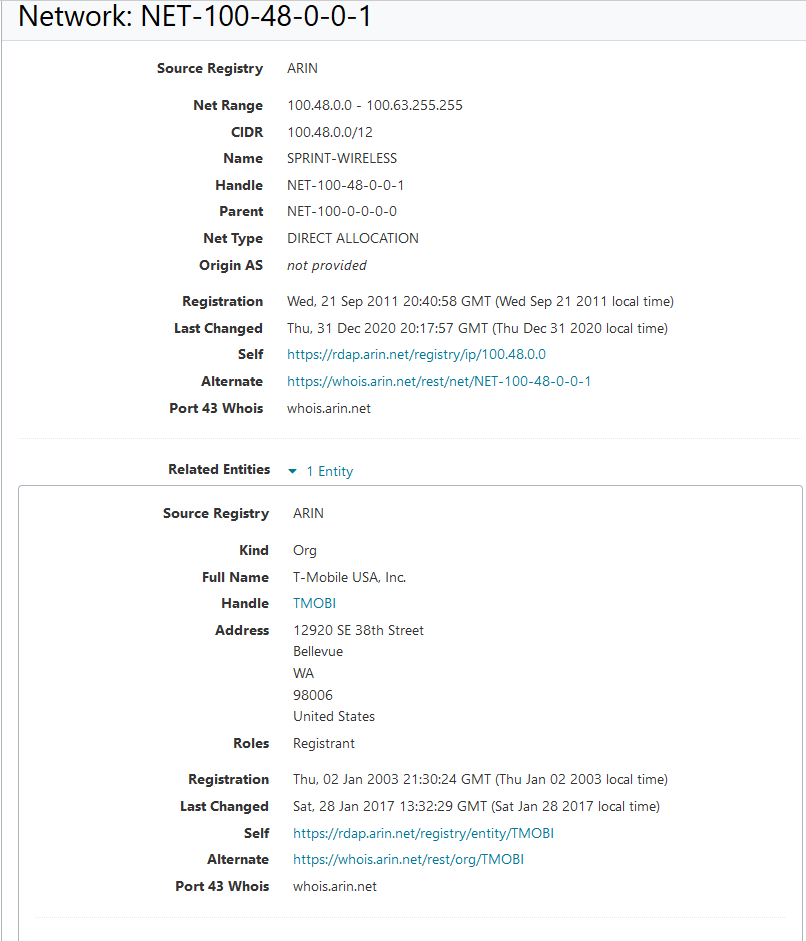 Network: NET-100-48-0-0-1
Source Registry ARIN
Net Range 100.48.0.0 - 100.63.255.255
CIDR 100.48.0.0/12
Name SPRINT-WIRELESS
Handle NET-100-48-0-0-1
Parent NET-100-0-0-0-0
Net Type DIRECT ALLOCATION
Origin AS not provided
Registration Wed, 21 Sep 2011 20:40:58 GMT (Wed Sep 21 2011 local time)
Last Changed Thu, 31 Dec 2020 20:17:57 GMT (Thu Dec 31 2020 local time)
Self https://rdap.arin.net/registry/ip/100.48.0.0
Alternate https://whois.arin.net/rest/net/NET-100-48-0-0-1
Port 43 Whois whois.arin.net
Related Entities 1 Entity
Source Registry ARIN
Kind Org
Full Name T-Mobile USA, Inc.
Handle TMOBI
Address 12920 SE 38th Street
Bellevue
WA
98006
United States
Roles Registrant
Registration Thu, 02 Jan 2003 21:30:24 GMT (Thu Jan 02 2003 local time)
Last Changed Sat, 28 Jan 2017 13:32:29 GMT (Sat Jan 28 2017 local time)
Self https://rdap.arin.net/registry/entity/TMOBI
Alternate https://whois.arin.net/rest/org/TMOBI
Port 43 Whois whois.arin.net